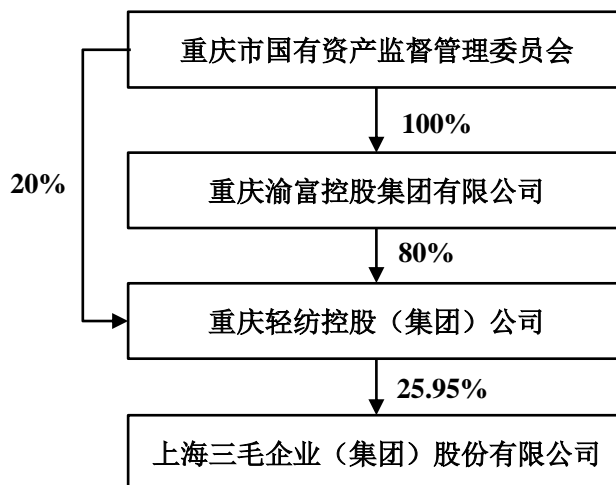 重庆市国有资产监督管理委员会
100%
20%
重庆渝富控股集团有限公司
80%
重庆轻纺控股（集团）公司
25.95%
上海三毛企业（集团）股份有限公司